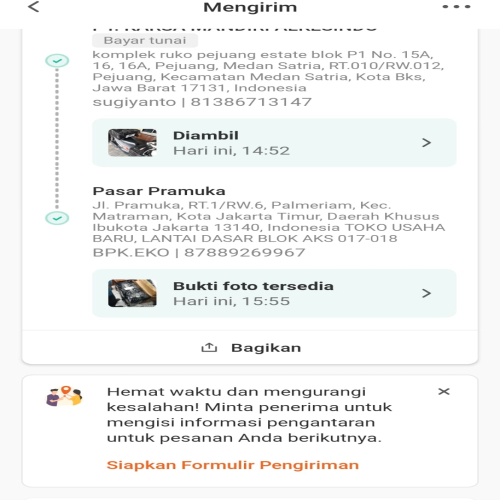 Mengirim
PT. RAKSA MANDIRI ALKESINDO
Bayar tunai
komplek ruko pejuang estate blok P1 No. 15A,
16, 16A, Pejuang, Medan Satria, RT.010/RW.012,
Pejuang, Kecamatan Medan Satria, Kota Bks,
Jawa Barat 17131, Indonesia
sugiyanto | 81386713147
Diambil
Hari ini, 14:52
Pasar Pramuka
Jl. Pramuka, RT.1/RW.6, Palmeriam, Kec.
Matraman, Kota Jakarta Timur, Daerah Khusus
Ibukota Jakarta 13140, Indonesia TOKO USAHA
BARU, LANTAI DASAR BLOK AKS 017-018
BPK.EKO | 87889269967
Bukti foto tersedia
Hari ini, 15:55
Bagikan
Hemat waktu dan mengurangi
kesalahan! Minta penerima untuk
mengisi informasi pengantaran
untuk pesanan Anda berikutnya.
Siapkan Formulir Pengiriman